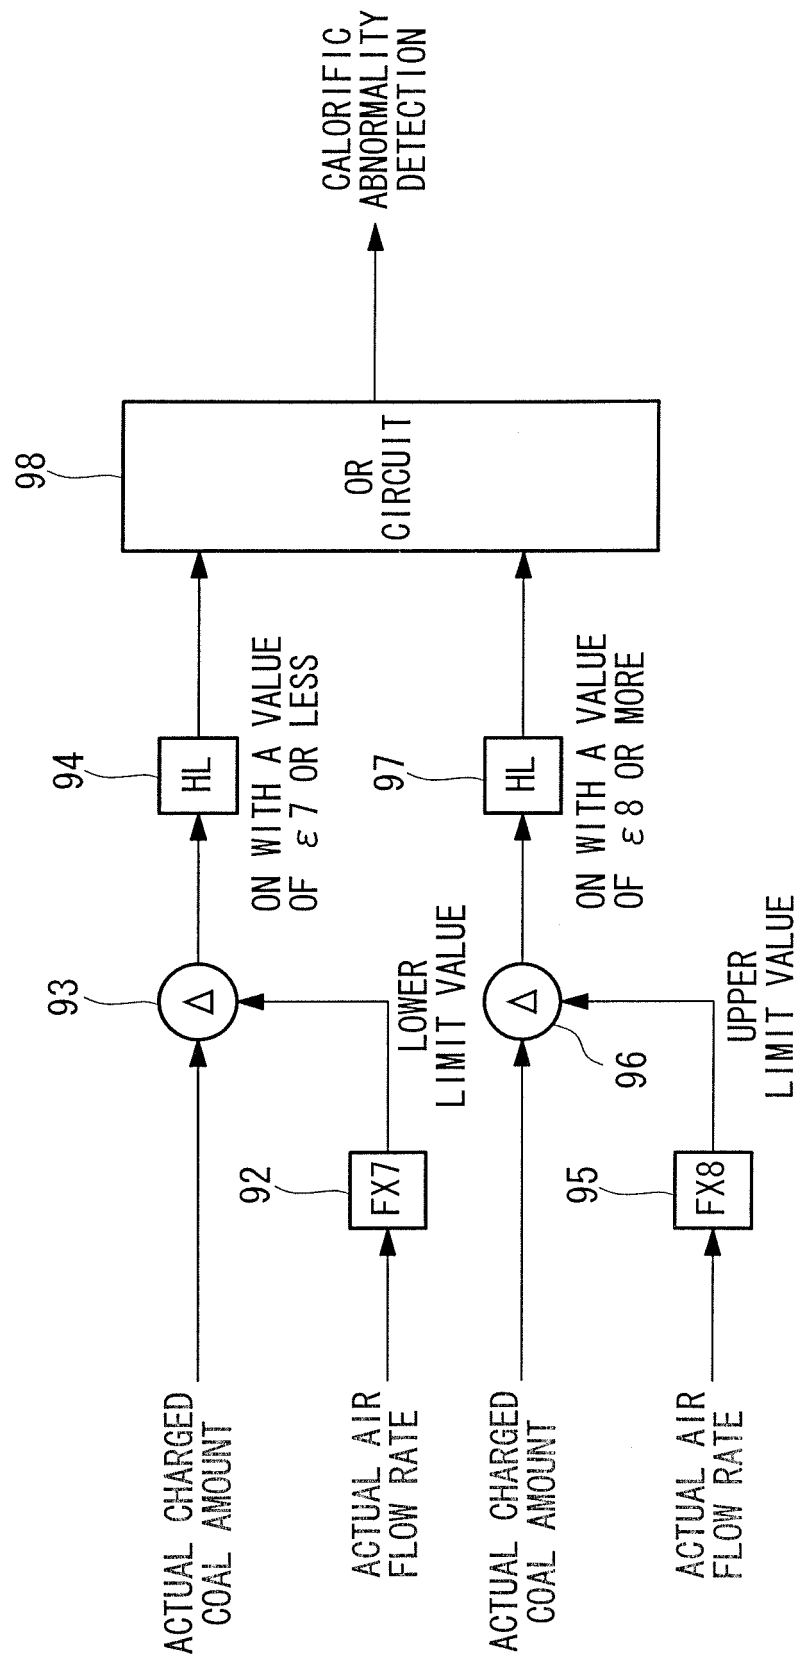 ACTUAL CHARGED
COAL AMOUNT
93
Δ
94
HL
ON WITH A VALUE
OF ε7 OR LESS
ACTUAL AIR
FLOW RATE
92
FX7
LOWER
LIMIT VALUE
ACTUAL CHARGED
COAL AMOUNT
96
Δ
97
HL
ON WITH A VALUE
OF ε8 OR MORE
ACTUAL AIR
FLOW RATE
95
FX8
UPPER
LIMIT VALUE
98
OR
CIRCUIT
CALORIFIC
ABNORMALITY
DETECTION